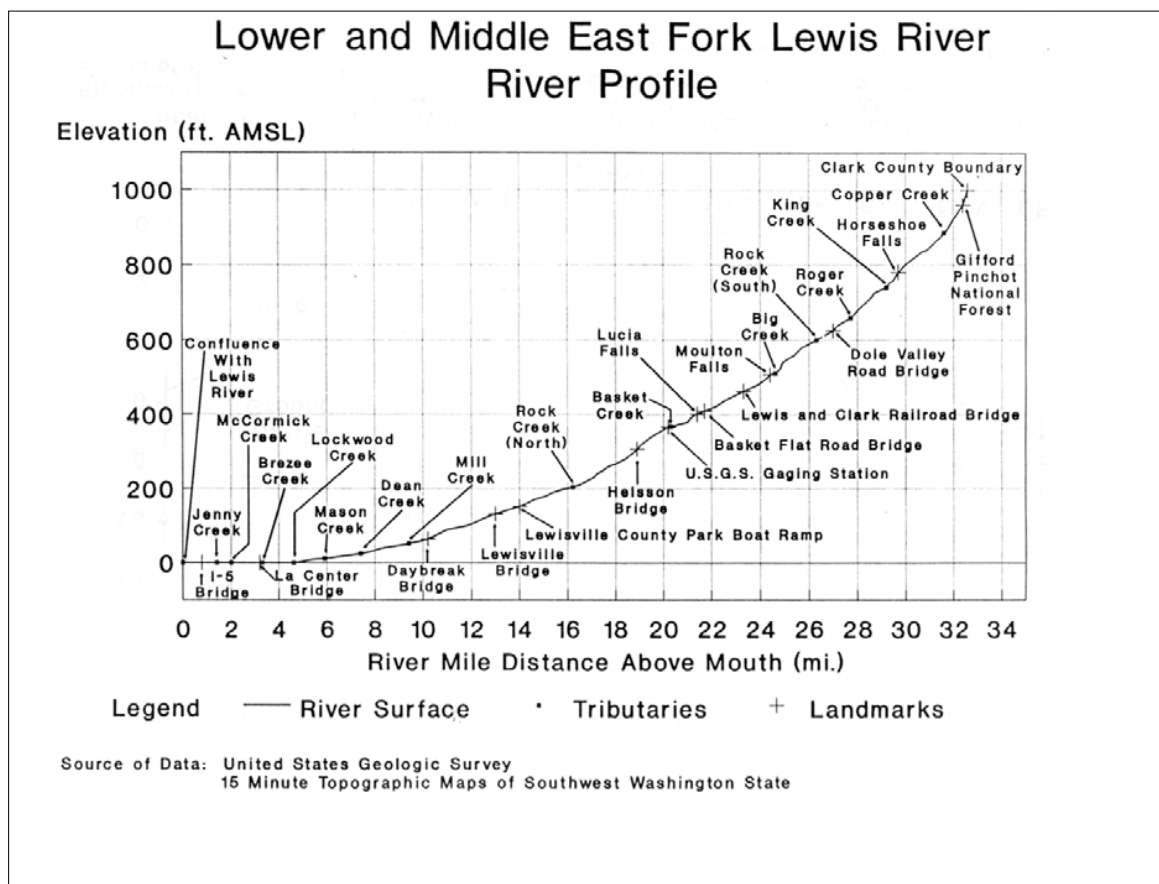 Lower and Middle East Fork Lewis River
River Profile
Elevation (ft. AMSL)
1000
800
600
400
200
0
Clark County Boundary
Copper Creek
King
Creek
Horseshoe
Falls
Gifford
Pinchot
National
Forest
Rock
Creek
(South)
Roger
Creek
Big
Creek
Dole Valley
Road Bridge
Lucia
Falls
Moulton
Falls
Lewis and Clark Railroad Bridge
Basket
Creek
Basket Flat Road Bridge
U.S.G.S. Gaging Station
Rock
Creek
(North)
Heisson
Bridge
Confluence
With
Lewis
River
McCormick
Creek
Lockwood
Creek
Brezee
Creek
Mill
Creek
Dean
Creek
Jenny
Creek
Mason
Creek
Lewisville County Park Boat Ramp
Lewisville
Bridge
Daybreak
Bridge
I-5
Bridge
La Center
Bridge
0 2 4 6 8 10 12 14 16 18 20 22 24 26 28 30 32 34
River Mile Distance Above Mouth (mi.)
Legend River Surface Tributaries Landmarks
Source of Data: United States Geologic Survey
15 Minute Topographic Maps of Southwest Washington State